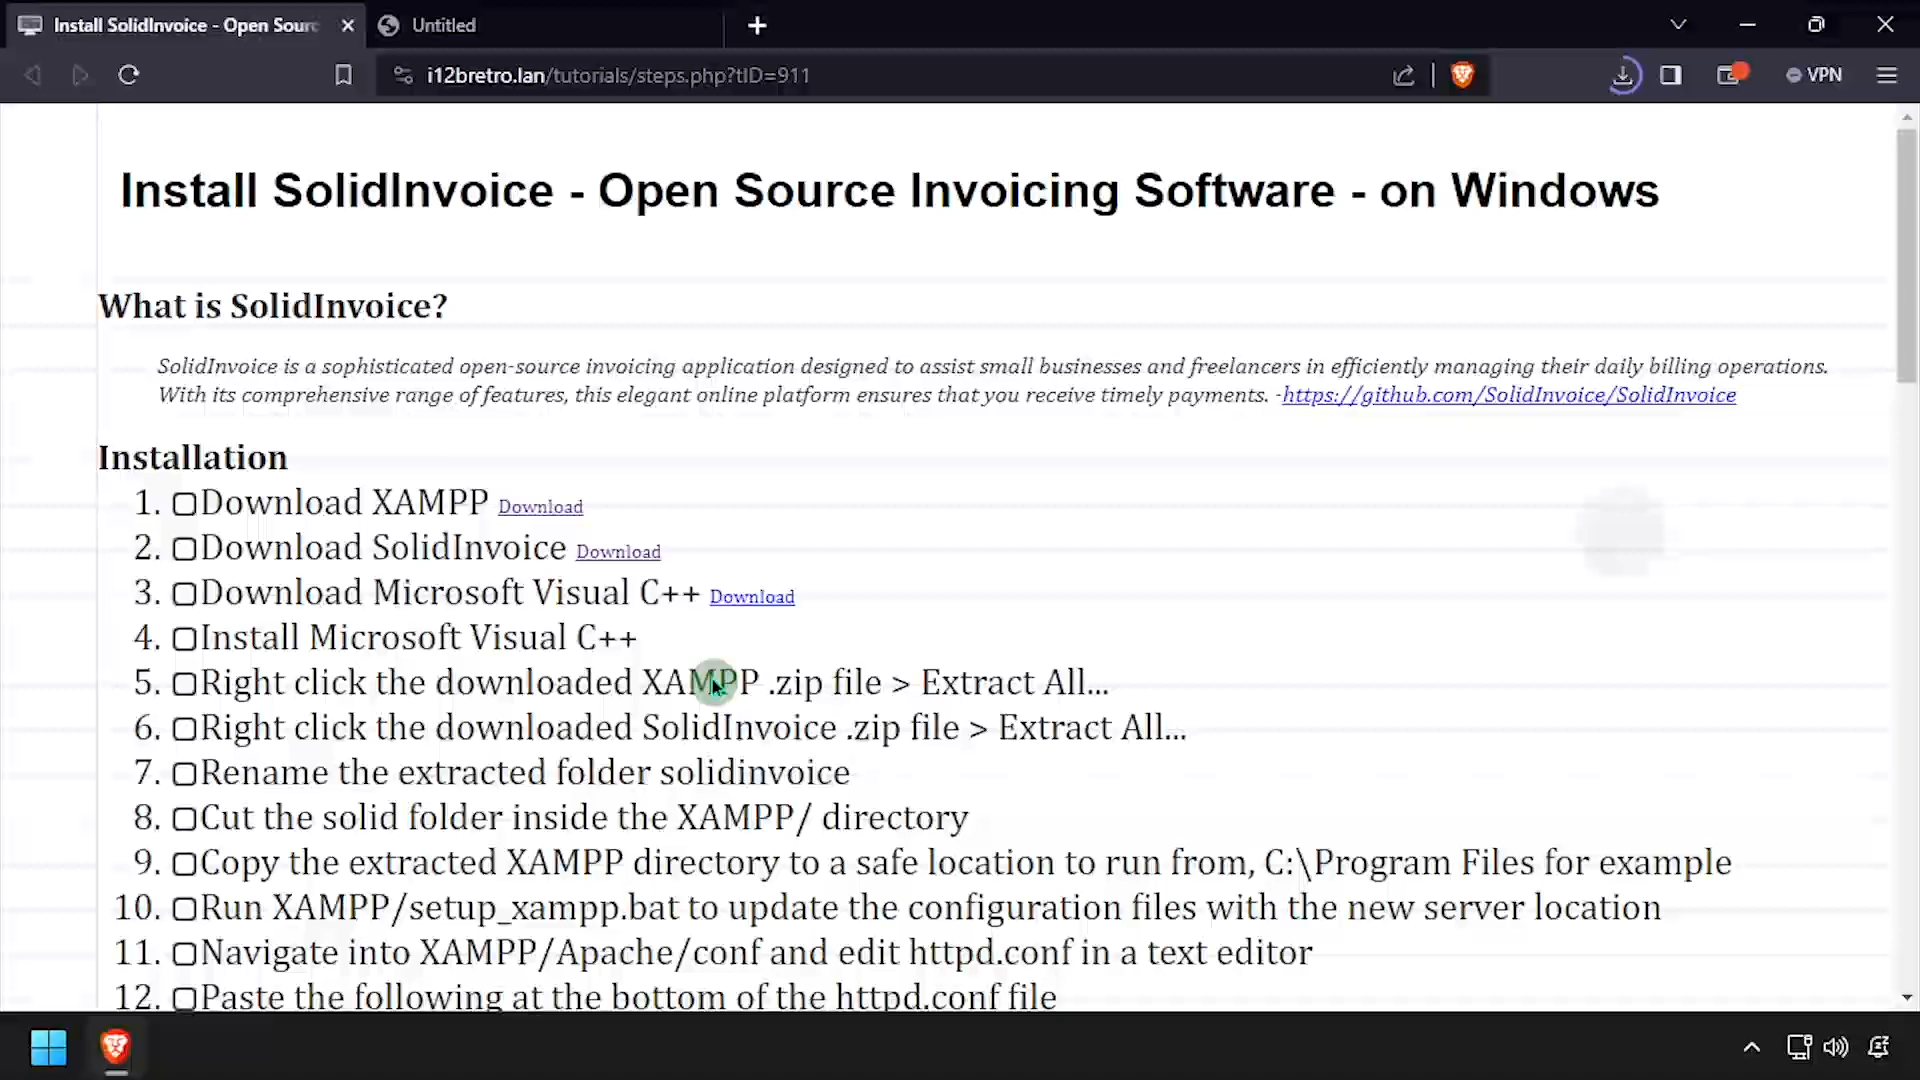 Install SolidInvoice - Open Sourc
Untitled
i12bretro.lan/tutorials/steps.php?tID=911
VPN
Install SolidInvoice - Open Source Invoicing Software - on Windows
What is SolidInvoice?
SolidInvoice is a sophisticated open-source invoicing application designed to assist small businesses and freelancers in efficiently managing their daily billing operations.
With its comprehensive range of features, this elegant online platform ensures that you receive timely payments. -https://github.com/SolidInvoice/SolidInvoice
Installation
1. Download XAMPP Download
2. Download SolidInvoice Download
3. Download Microsoft Visual C++ Download
4. Install Microsoft Visual C++
5. Right click the downloaded XAMPP .zip file > Extract All...
6. Right click the downloaded SolidInvoice .zip file > Extract All...
7. Rename the extracted folder solidinvoice
8. Cut the solid folder inside the XAMPP/ directory
9. Copy the extracted XAMPP directory to a safe location to run from, C:\Program Files for example
10. Run XAMPP/setup_xampp.bat to update the configuration files with the new server location
11. Navigate into XAMPP/Apache/conf and edit httpd.conf in a text editor
12. Paste the following at the bottom of the httpd.conf file